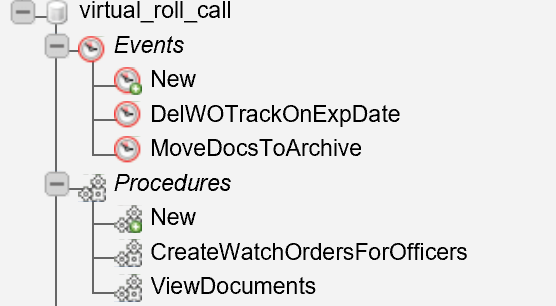 virtual_roll_call
Events
New
DelWOTrackOnExpDate
MoveDocsToArchive
Procedures
New
CreateWatchOrdersForOfficers
ViewDocuments